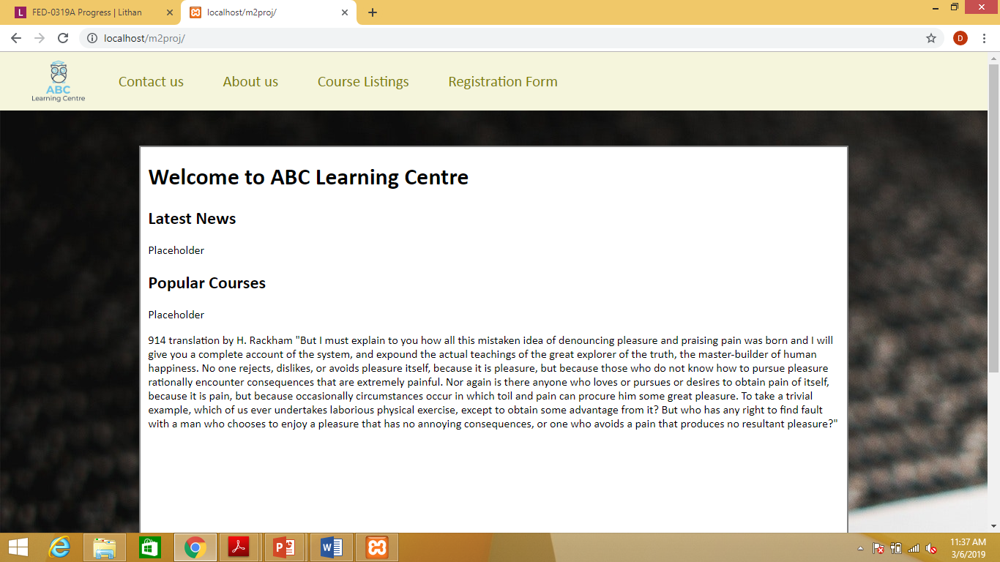 FED-0319A Progress | Lithan
localhost/m2proj/
localhost/m2proj/
D
ABC
Learning Centre
Contact us
About us
Course Listings
Registration Form
Welcome to ABC Learning Centre
Latest News
Placeholder
Popular Courses
Placeholder
914 translation by H. Rackham "But I must explain to you how all this mistaken idea of denouncing pleasure and praising pain was born and I will
give you a complete account of the system, and expound the actual teachings of the great explorer of the truth, the master-builder of human
happiness. No one rejects, dislikes, or avoids pleasure itself, because it is pleasure, but because those who do not know how to pursue pleasure
rationally encounter consequences that are extremely painful. Nor again is there anyone who loves or pursues or desires to obtain pain of itself,
because it is pain, but because occasionally circumstances occur in which toil and pain can procure him some great pleasure. To take a trivial
example, which of us ever undertakes laborious physical exercise, except to obtain some advantage from it? But who has any right to find fault
with a man who chooses to enjoy a pleasure that has no annoying consequences, or one who avoids a pain that produces no resultant pleasure?"
11:37 AM
3/6/2019